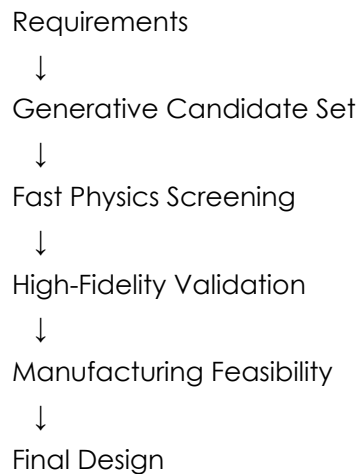 Requirements
↓
Generative Candidate Set
↓
Fast Physics Screening
↓
High-Fidelity Validation
↓
Manufacturing Feasibility
↓
Final Design